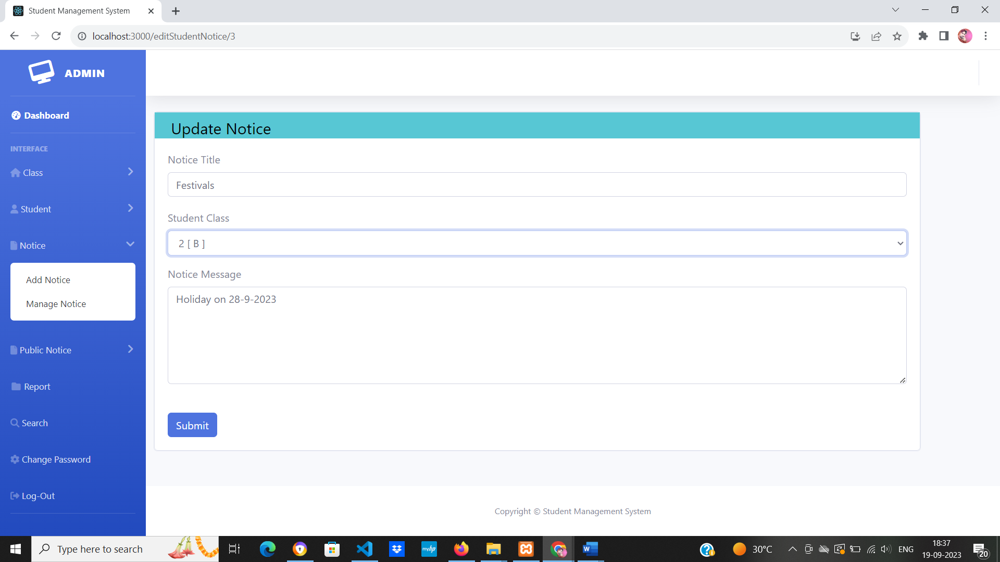 Student Management System
localhost:3000/editStudentNotice/3
ADMIN
Dashboard
INTERFACE
Class
Student
Notice
Add Notice
Manage Notice
Public Notice
Report
Search
Change Password
Log-Out
Update Notice
Notice Title
Festivals
Student Class
2 [ B ]
Notice Message
Holiday on 28-9-2023
Submit
Copyright © Student Management System
Type here to search
myhp
W
30°C
ENG
18:37
19-09-2023
20